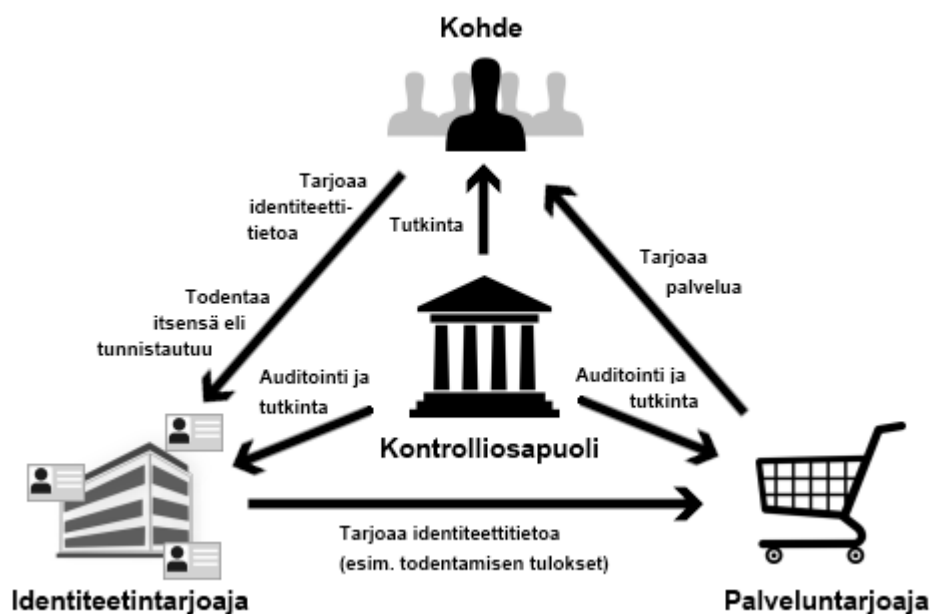 Kohde
Tarjoaa
identiteetti-
tietoa
Tutkinta
Tarjoaa
palvelua
Todentaa
itsensä eli
tunnistautuu
Auditointi ja
tutkinta
Auditointi ja
tutkinta
Kontrolliosapuoli
Tarjoaa identiteettitietoa
(esim. todentamisen tulokset)
Identiteetintarjoaja
Palveluntarjoaja